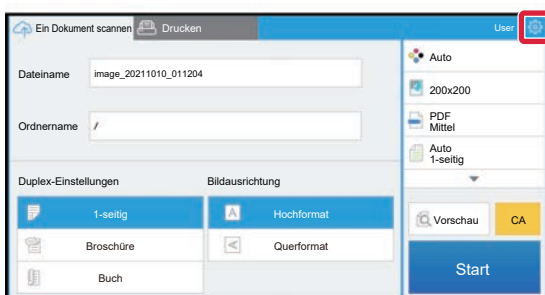 Ein Dokument scannen
Drucken
User
Dateiname
image_20211010_011204
Ordnername
/
Duplex-Einstellungen
Bildausrichtung
1-seitig
Hochformat
Broschüre
Querformat
Buch
Auto
200x200
PDF
Mittel
Auto
1-seitig
Vorschau
CA
Start